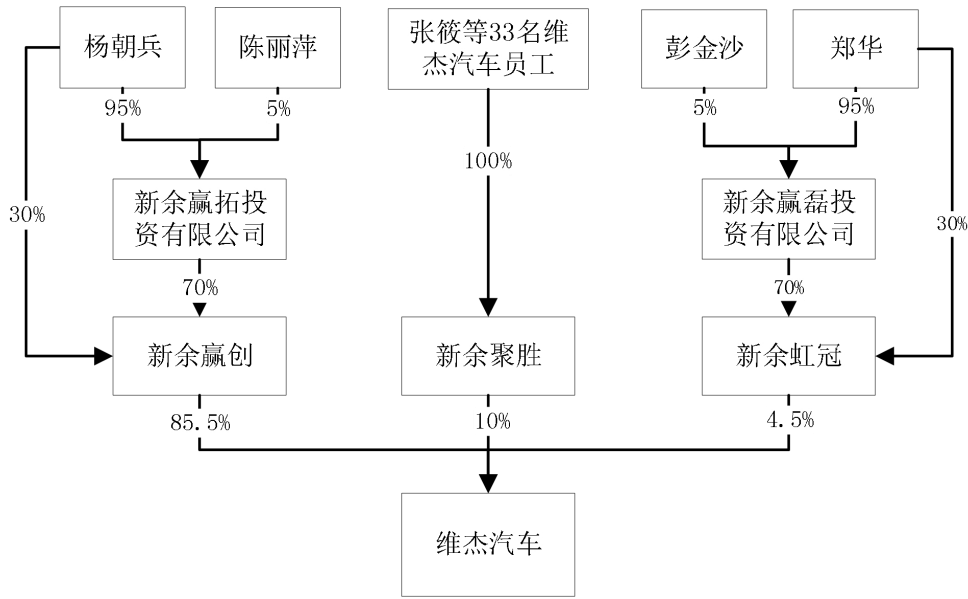 杨朝兵
陈丽萍
张筱等33名维
杰汽车员工
彭金沙
郑华
95%
5%
5%
95%
100%
30%
新余赢拓投
资有限公司
新余赢磊投
资有限公司
30%
70%
70%
新余赢创
新余聚胜
新余虹冠
85.5%
10%
4.5%
维杰汽车